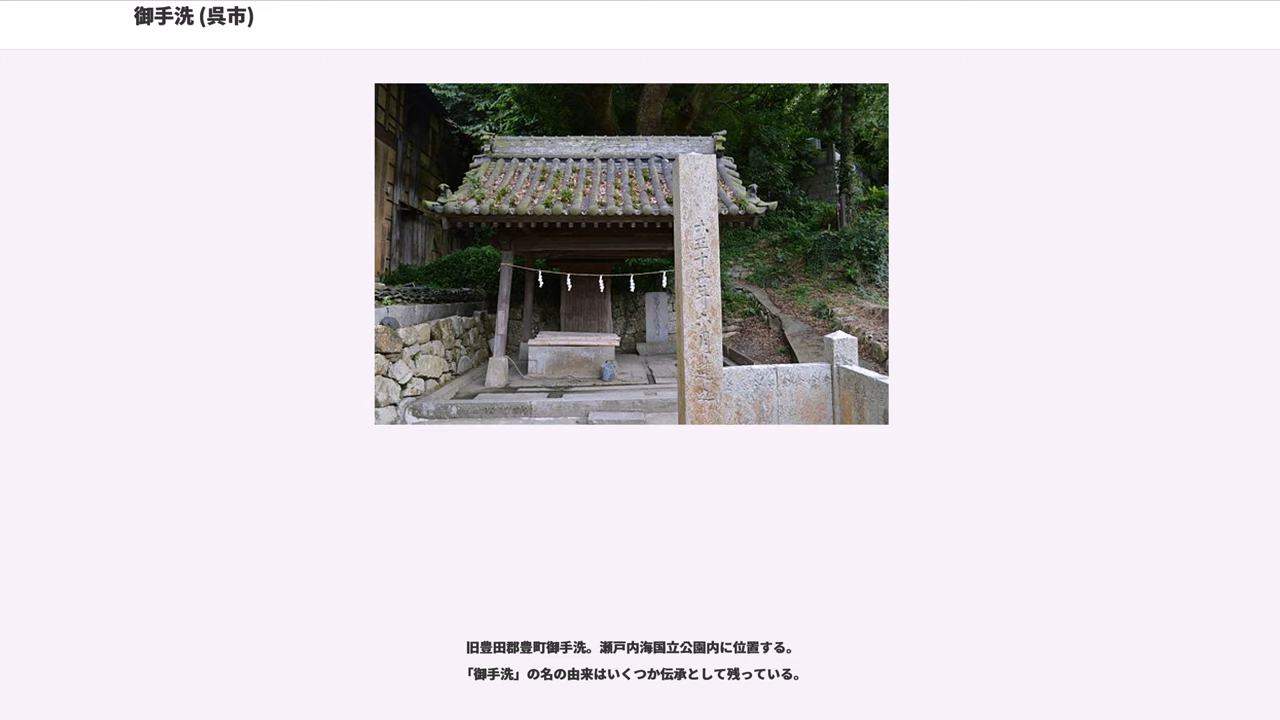 御手洗 (呉市)
旧豊田郡豊町御手洗。瀬戸内海国立公園内に位置する。
「御手洗」の名の由来はいくつか伝承として残っている。